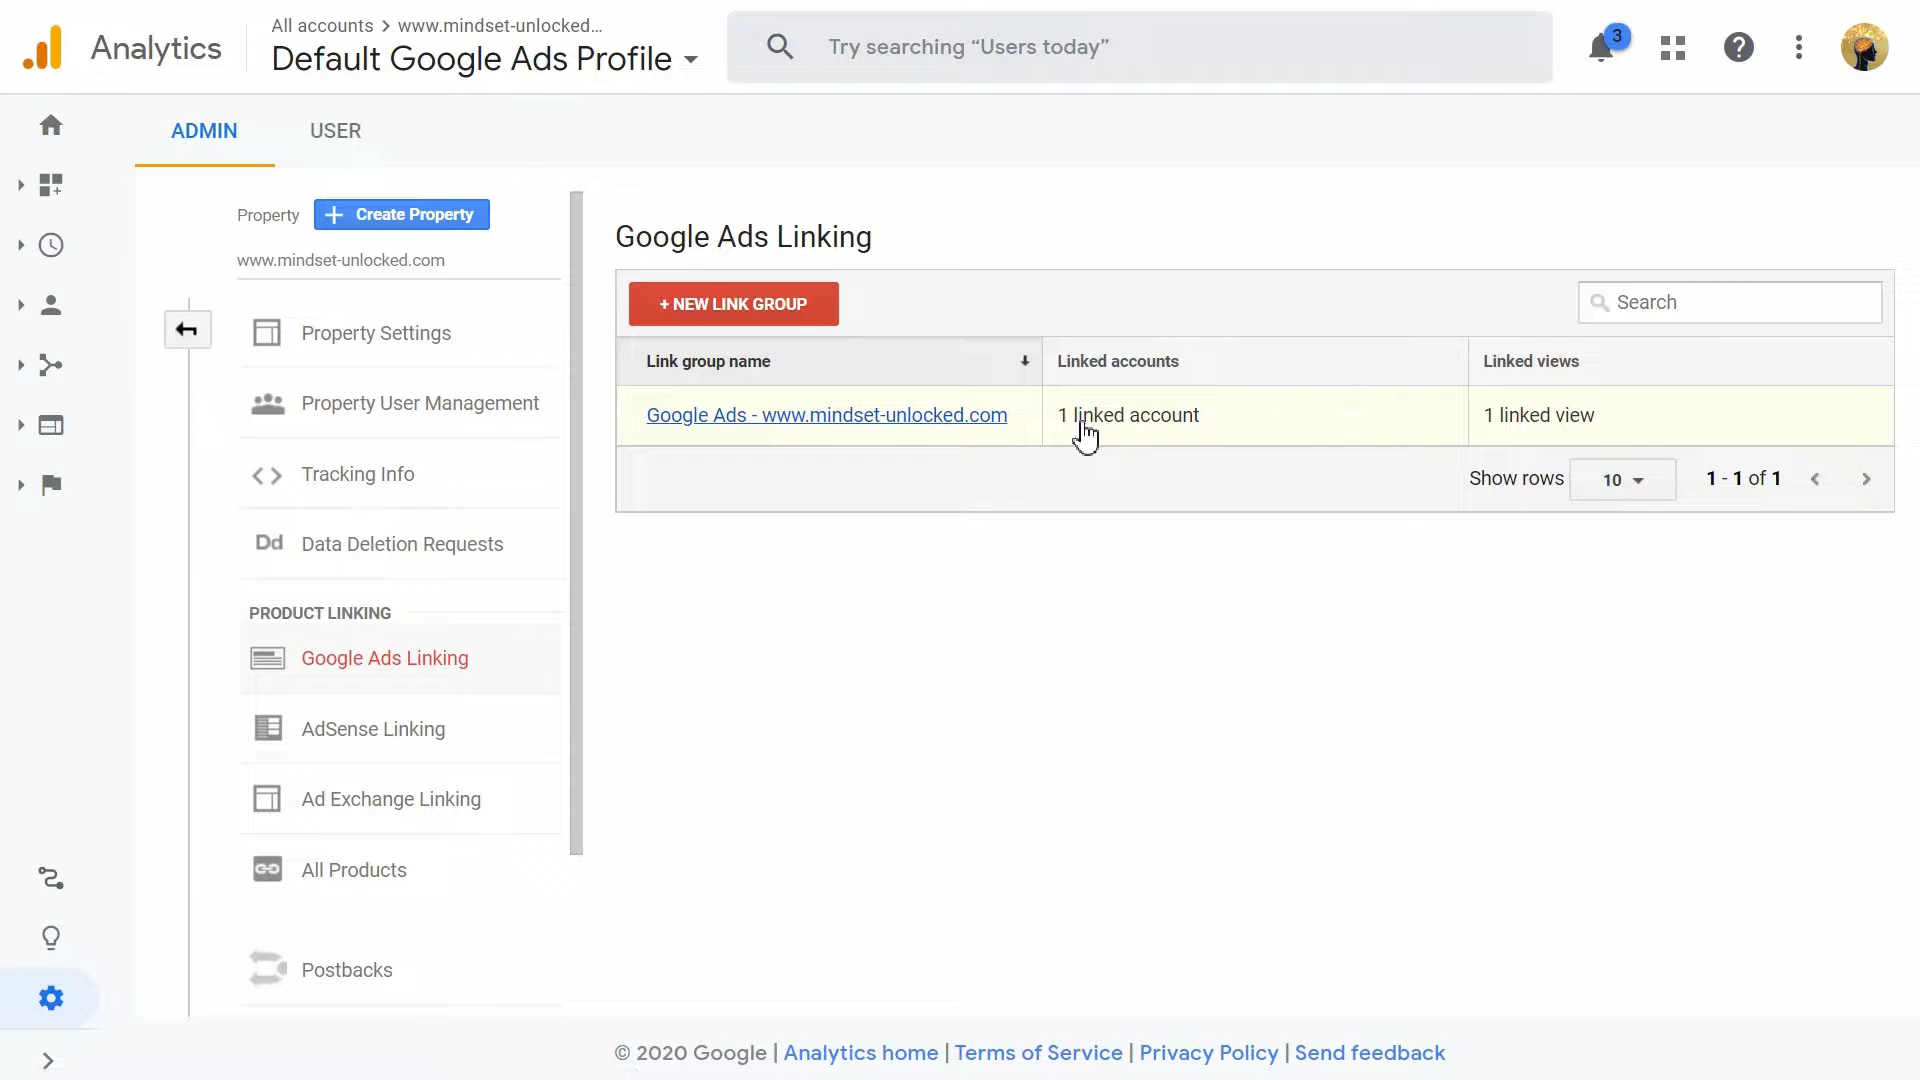 Analytics
All accounts > www.mindset-unlocked...
Default Google Ads Profile
Try searching “Users today”
3
ADMIN
USER
Property
+ Create Property
www.mindset-unlocked.com
Property Settings
Property User Management
Tracking Info
Dd Data Deletion Requests
PRODUCT LINKING
Google Ads Linking
AdSense Linking
Ad Exchange Linking
All Products
Postbacks
Google Ads Linking
+ NEW LINK GROUP
Search
Link group name Linked accounts Linked views
Google Ads - www.mindset-unlocked.com 1 linked account 1 linked view
Show rows 10 1 - 1 of 1
© 2020 Google | Analytics home | Terms of Service | Privacy Policy | Send feedback